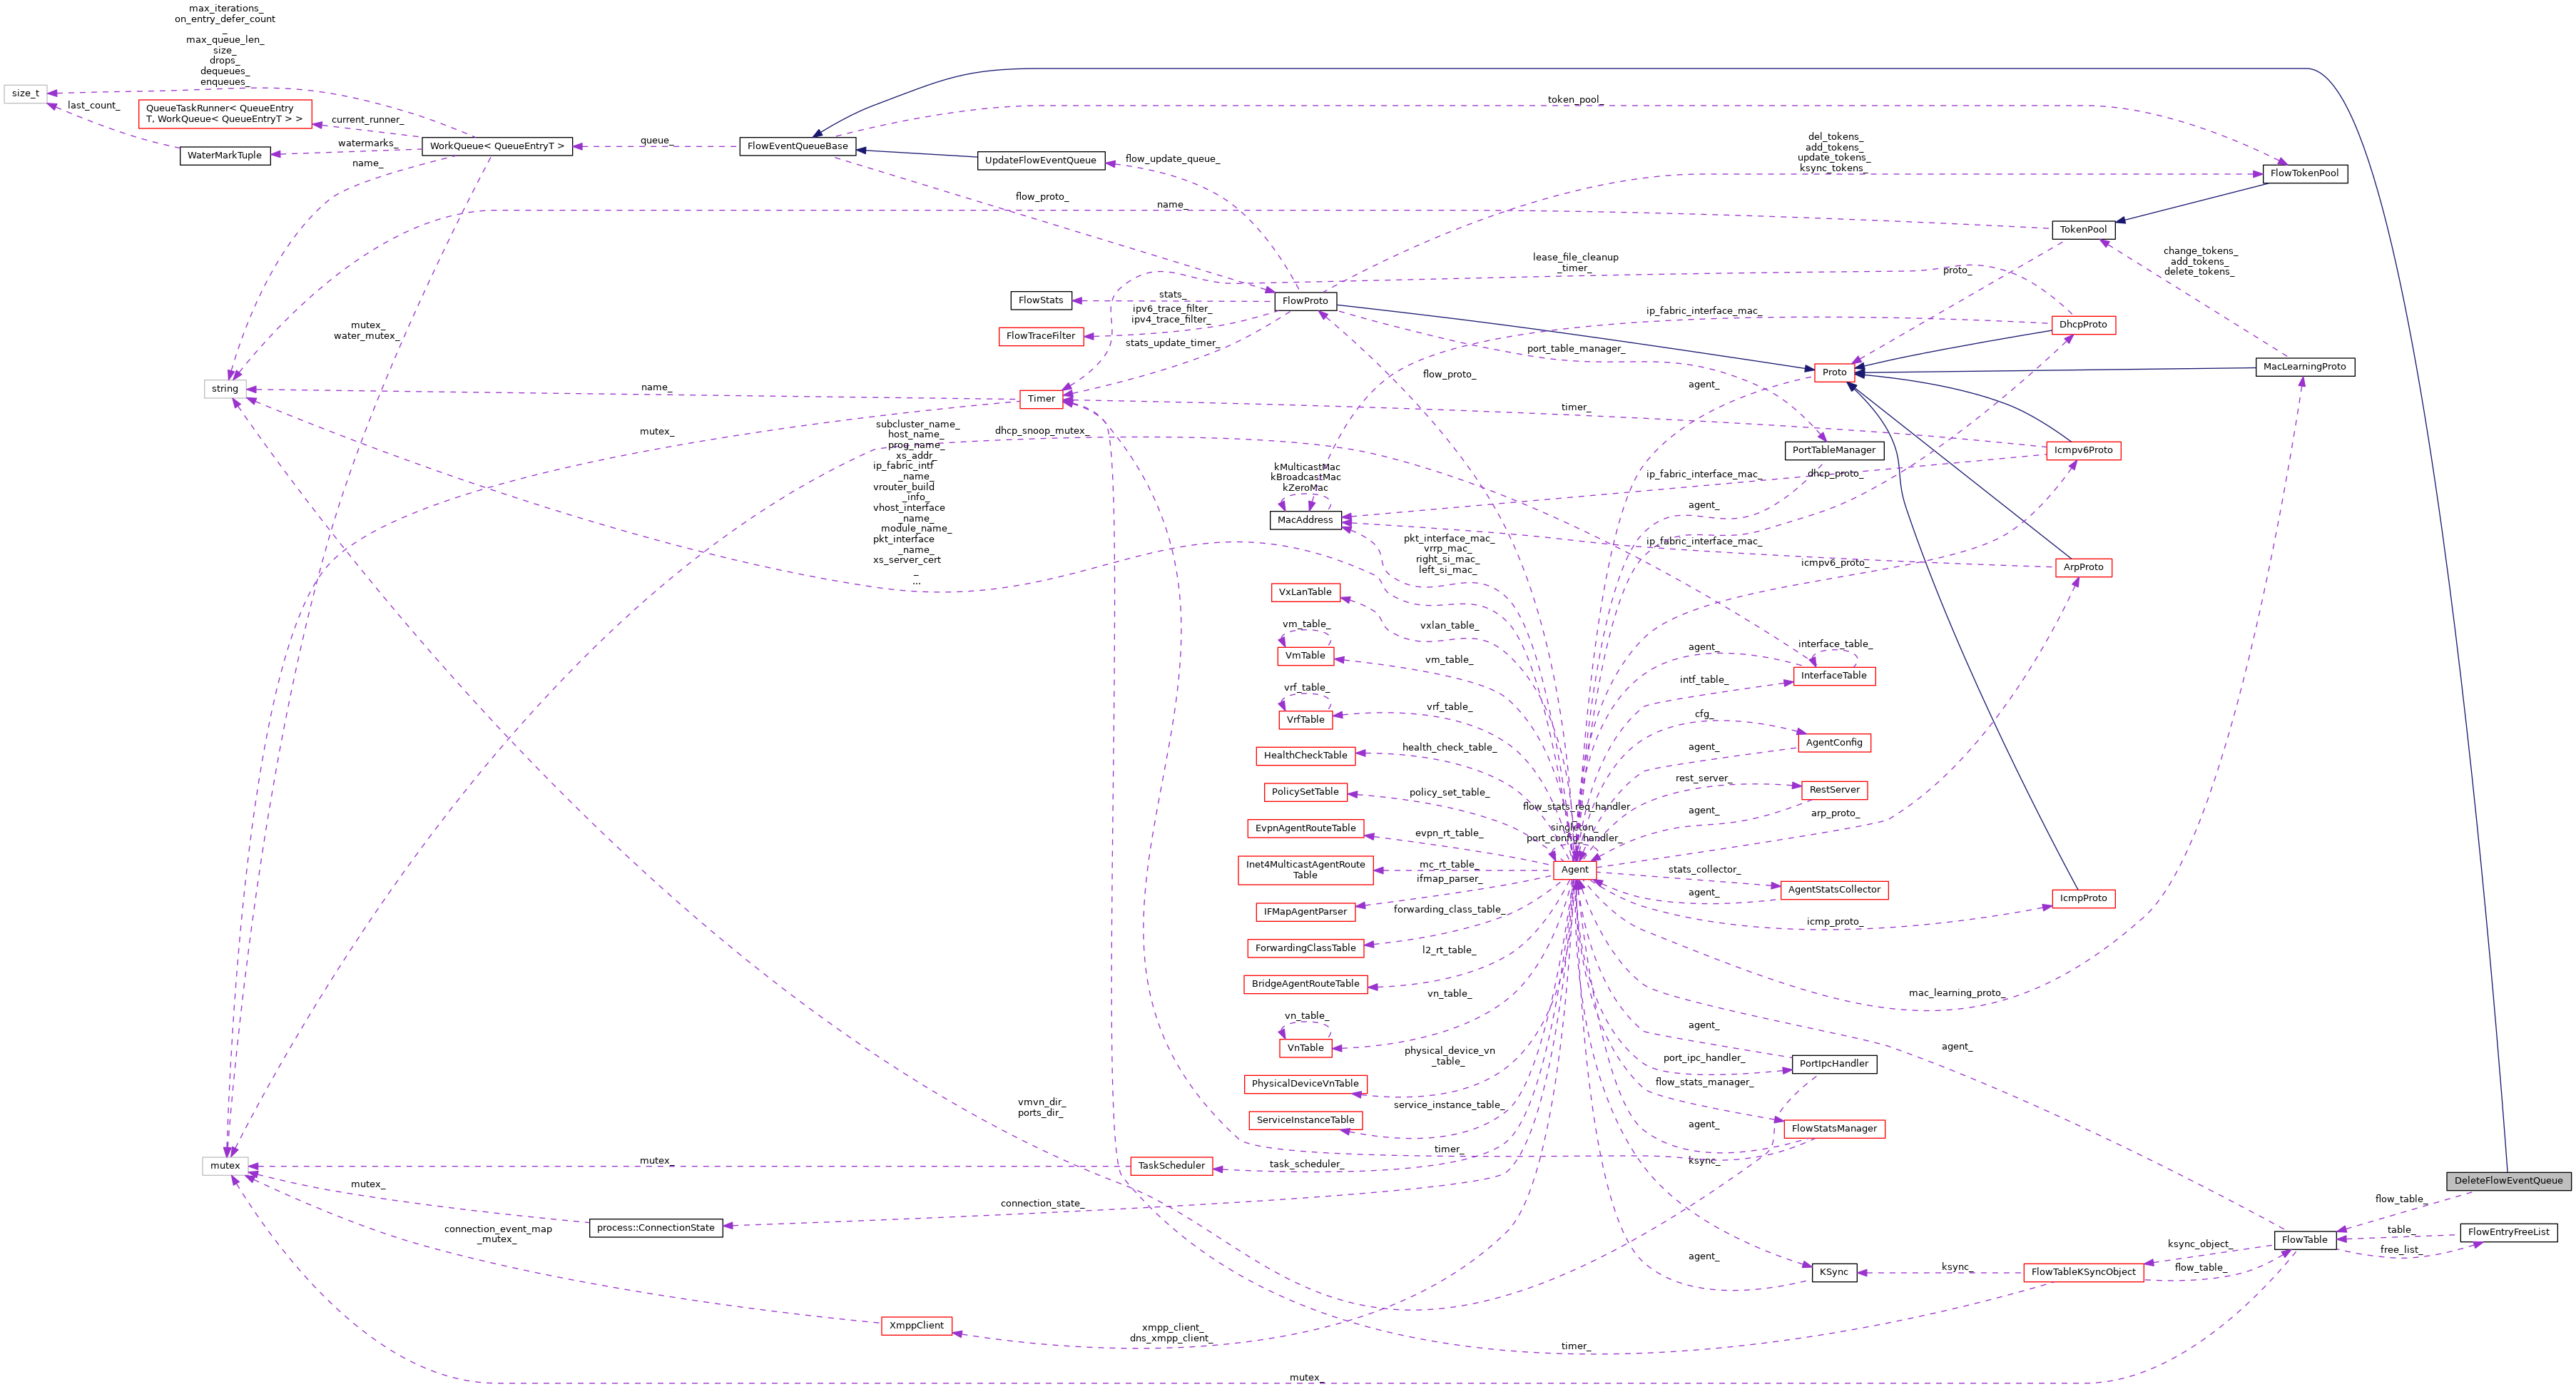 max_iterations_
on_entry_defer_count
_
max_queue_len_
size_
drops_
dequeues_
enqueues_
size_t
last_count_
QueueTaskRunner< QueueEntry
T, WorkQueue< QueueEntryT > >
current_runner_
WaterMarkTuple
watermarks_
name_
WorkQueue< QueueEntryT >
queue_
FlowEventQueueBase
UpdateFlowEventQueue
flow_update_queue_
token_pool_
del_tokens_
add_tokens_
update_tokens_
ksync_tokens_
FlowTokenPool
flow_proto_
name_
TokenPool
change_tokens_
add_tokens_
delete_tokens_
lease_file_cleanup
_timer_
proto_
mutex_
water_mutex_
FlowStats
stats_
FlowProto
FlowTraceFilter
ipv6_trace_filter_
ipv4_trace_filter_
stats_update_timer_
ip_fabric_interface_mac_
DhcpProto
port_table_manager_
MacLearningProto
Proto
flow_proto_
agent_
string
name_
Timer
timer_
mutex_
subcluster_name_
host_name_
prog_name_
xs_addr_
ip_fabric_intf
_name_
vrouter_build
_info_
vhost_interface
_name_
module_name_
pkt_interface
_name_
xs_server_cert
_
...
dhcp_snoop_mutex_
PortTableManager
Icmpv6Proto
kMulticastMac
kBroadcastMac
kZeroMac
ip_fabric_interface_mac_
dhcp_proto_
MacAddress
agent_
pkt_interface_mac_
vrrp_mac_
right_si_mac_
left_si_mac_
ip_fabric_interface_mac_
icmpv6_proto_
ArpProto
VxLanTable
vxlan_table_
vm_table_
VmTable
vm_table_
agent_
interface_table_
InterfaceTable
intf_table_
vrf_table_
VrfTable
vrf_table_
cfg_
AgentConfig
agent_
HealthCheckTable
health_check_table_
rest_server_
RestServer
PolicySetTable
policy_set_table_
flow_stats_req_handler
_
singleton_
port_config_handler_
agent_
arp_proto_
EvpnAgentRouteTable
evpn_rt_table_
Inet4MulticastAgentRoute
Table
mc_rt_table_
Agent
stats_collector_
AgentStatsCollector
agent_
IcmpProto
ifmap_parser_
IFMapAgentParser
forwarding_class_table_
icmp_proto_
ForwardingClassTable
l2_rt_table_
BridgeAgentRouteTable
vn_table_
mac_learning_proto_
vn_table_
VnTable
agent_
agent_
physical_device_vn
_table_
port_ipc_handler_
PortIpcHandler
PhysicalDeviceVnTable
flow_stats_manager_
vmvn_dir_
ports_dir_
service_instance_table_
ServiceInstanceTable
agent_
FlowStatsManager
timer_
mutex
mutex_
TaskScheduler
task_scheduler_
ksync_
mutex_
DeleteFlowEventQueue
flow_table_
connection_state_
process::ConnectionState
connection_event_map
_mutex_
FlowTable
table_
FlowEntryFreeList
free_list_
ksync_object_
agent_
KSync
ksync_
FlowTableKSyncObject
flow_table_
XmppClient
xmpp_client_
dns_xmpp_client_
timer_
mutex_